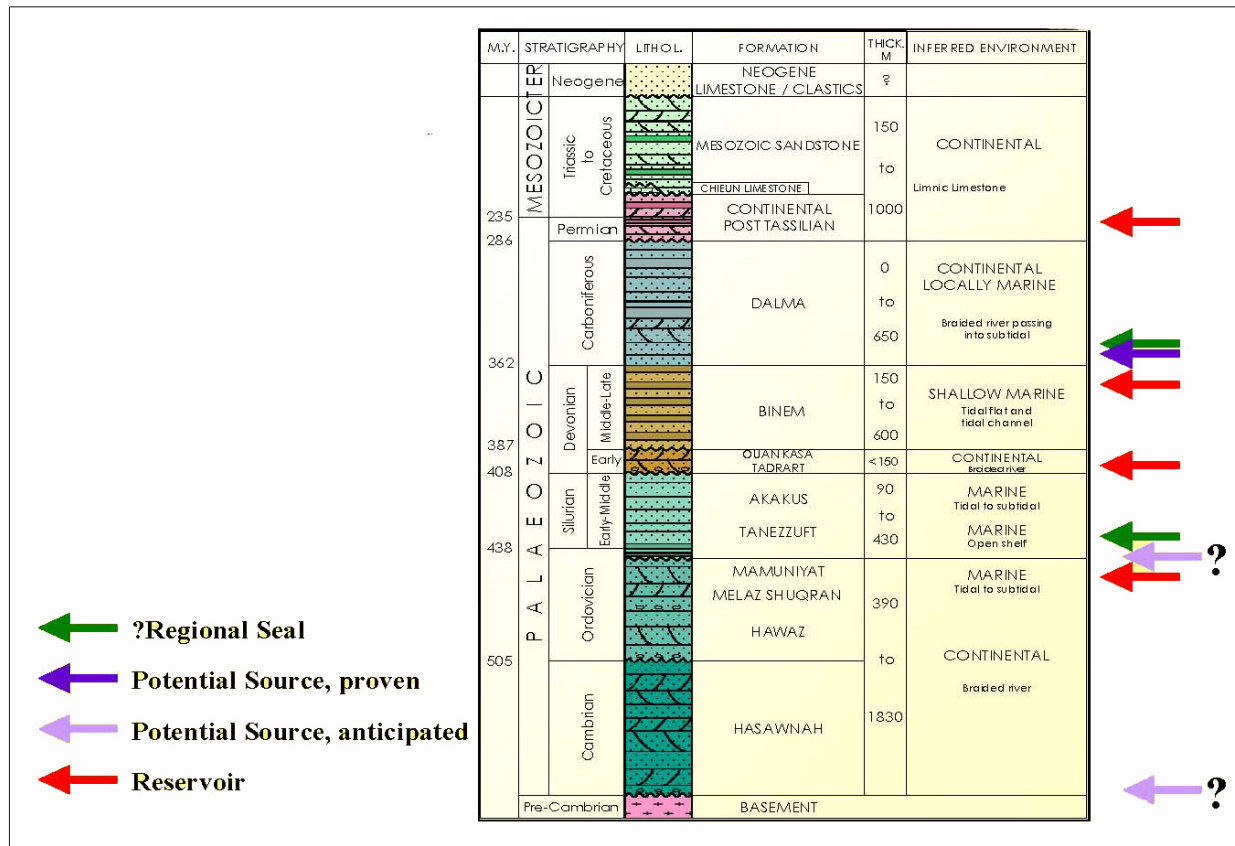 M.Y. STRATIGRAPHY LITHOL. FORMATION THICK. M INFERRED ENVIRONMENT
MESOZOIC TER
Neogene
NEOGENE
LIMESTONE / CLASTICS
?
Triassic
to
Cretaceous
MESOZOIC SANDSTONE
CHIEUN LIMESTONE
150
to
1000
CONTINENTAL
Limnic Limestone
235
Permian
CONTINENTAL
POST TASSILIAN
286
PALAEOZOIC
Carboniferous
DALMA
0
to
650
CONTINENTAL
LOCALLY MARINE
Braided river passing
into subtidal
362
Devonian
Middle-Late
BINEM
150
to
600
SHALLOW MARINE
Tidal flat and
tidal channel
387
Early
OUAN KASA
TADRART
<150
CONTINENTAL
Braided river
408
Silurian
Early-Middle
AKAKUS
TANEZZUFT
90
to
430
MARINE
Tidal to subtidal
MARINE
Open shelf
438
?
Ordovician
MAMUNIYAT
MELAZ SHUQRAN
HAWAZ
MARINE
Tidal to subtidal
390
to
1830
505
CONTINENTAL
Braided river
Cambrian
HASAWNAH
?
Pre-Cambrian
BASEMENT
?Regional Seal
Potential Source, proven
Potential Source, anticipated
Reservoir